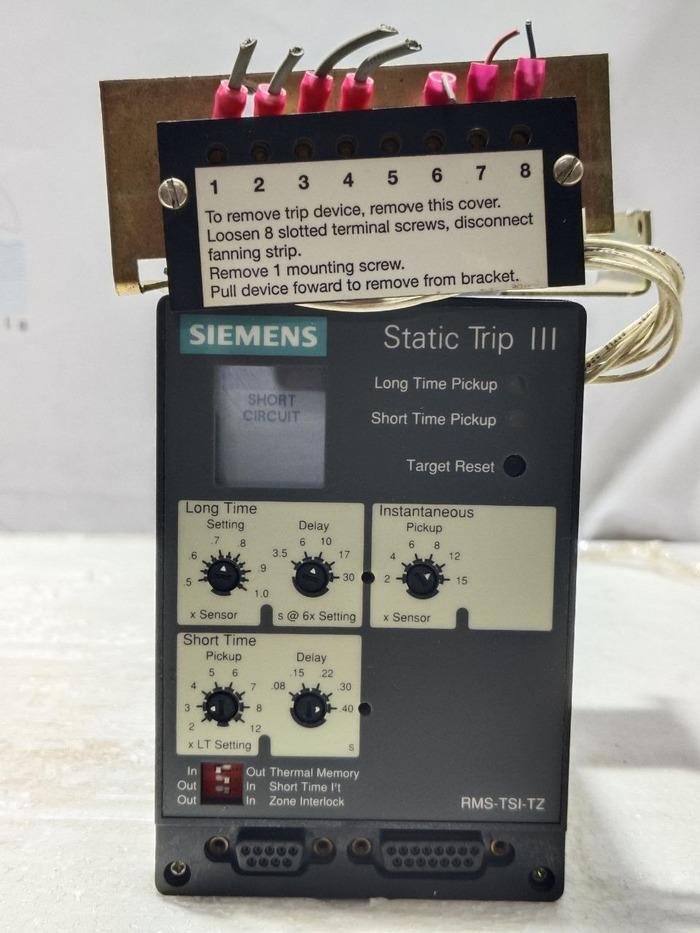 1 2 3 4 5 6 7 8
To remove trip device, remove this cover.
Loosen 8 slotted terminal screws, disconnect
fanning strip.
Remove 1 mounting screw.
Pull device foward to remove from bracket.
SIEMENS
Static Trip III
SHORT
CIRCUIT
Long Time Pickup
Short Time Pickup
Target Reset
Long Time
Setting
.5 .6 .7 .8 .9 1.0
x Sensor
Delay
3.5 6 10 17 30
s @ 6x Setting
Instantaneous
Pickup
2 4 6 8 12 15
x Sensor
Short Time
Pickup
2 3 4 5 6 7 8 12
x LT Setting
Delay
.08 .15 .22 .30 .40
s
In Out Thermal Memory
Out In Short Time I²t
Out In Zone Interlock
RMS-TSI-TZ